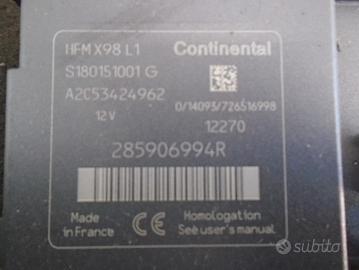 HFM X98 L1
Continental
S180151001 G
A2C53424962
12V
0/14093/726516998
12270
285906994R
Made in France
CE
Homologation
See user's manual
subito